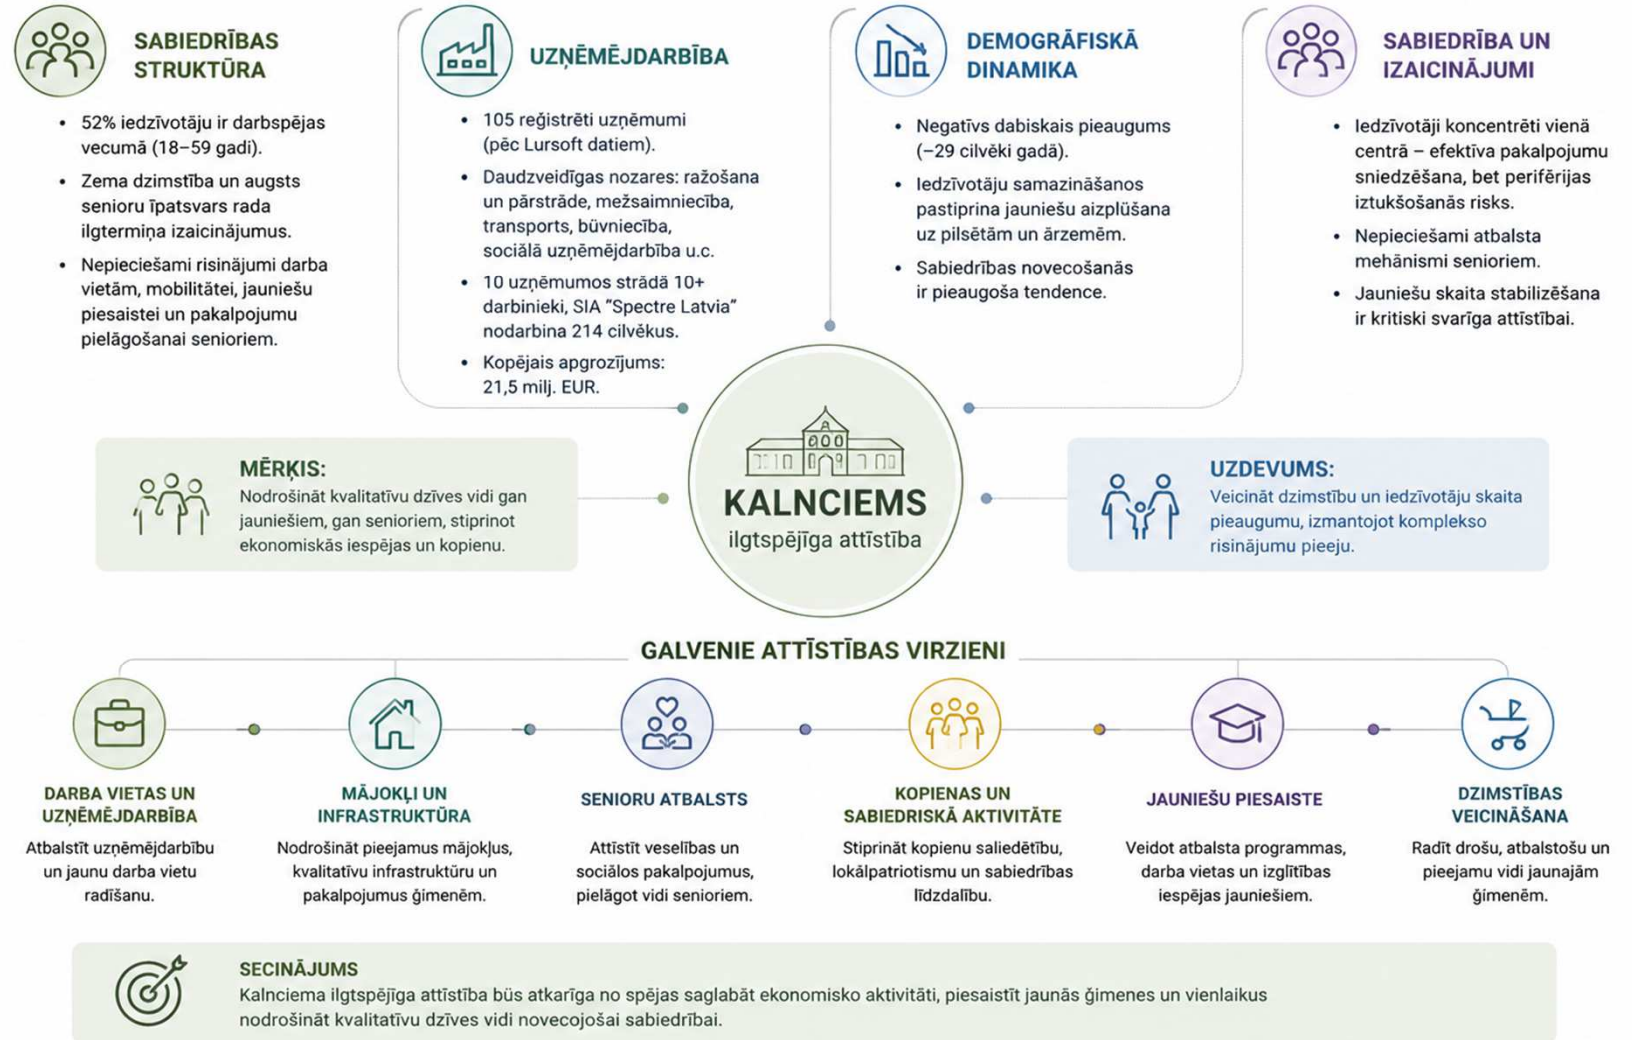 SABIEDRĪBAS
STRUKTŪRA
• 52% iedzīvotāju ir darbspējas
vecumā (18–59 gadi).
• Zema dzimstība un augsts
senioru īpatsvars rada
ilgtermiņa izaicinājumus.
• Nepieciešami risinājumi darba
vietām, mobilitātei, jauniešu
piesaistei un pakalpojumu
pielāgošanai senioriem.
UZŅĒMĒJDARBĪBA
• 105 reģistrēti uzņēmumi
(pēc Lursoft datiem).
• Daudzveidīgas nozares: ražošana
un pārstrāde, mežsaimniecība,
transports, būvniecība,
sociālā uzņēmējdarbība u.c.
• 10 uzņēmumos strādā 10+
darbinieki, SIA “Spectre Latvia”
nodarbina 214 cilvēkus.
• Kopējais apgrozījums:
21,5 milj. EUR.
DEMOGRĀFISKĀ
DINAMIKA
• Negatīvs dabiskais pieaugums
(−29 cilvēki gadā).
• Iedzīvotāju samazināšanos
pastiprina jauniešu aizplūšana
uz pilsētām un ārzemēm.
• Sabiedrības novecošanās
ir pieaugoša tendence.
SABIEDRĪBA UN
IZAICINĀJUMI
• Iedzīvotāji koncentrēti vienā
centrā – efektīva pakalpojumu
sniedzēšana, bet perifērijas
iztukšošanās risks.
• Nepieciešami atbalsta
mehānismi senioriem.
• Jauniešu skaita stabilizēšana
ir kritiski svarīga attīstībai.
MĒRĶIS:
Nodrošināt kvalitatīvu dzīves vidi gan
jauniešiem, gan senioriem, stiprinot
ekonomiskās iespējas un kopienu.
KALNCIEMS
ilgtspējīga attīstība
UZDEVUMS:
Veicināt dzimstību un iedzīvotāju skaita
pieaugumu, izmantojot komplekso
risinājumu pieeju.
GALVENIE ATTĪSTĪBAS VIRZIENI
DARBA VIETAS UN
UZŅĒMĒJDARBĪBA
Atbalstīt uzņēmējdarbību
un jaunu darba vietu
radīšanu.
MĀJOKĻI UN
INFRASTRUKTŪRA
Nodrošināt pieejamus mājokļus,
kvalitatīvu infrastruktūru un
pakalpojumus ģimenēm.
SENIORU ATBALSTS
Attīstīt veselības un
sociālos pakalpojumus,
pielāgot vidi senioriem.
KOPIENAS UN
SABIEDRISKĀ AKTIVITĀTE
Stiprināt kopienu saliedētību,
lokālpatriotismu un sabiedrības
līdzdalību.
JAUNIEŠU PIESAISTE
Veidot atbalsta programmas,
darba vietas un izglītības
iespējas jauniešiem.
DZIMSTĪBAS
VEICINĀŠANA
Radīt drošu, atbalstošu un
pieejamu vidi jaunajām
ģimenēm.
SECINĀJUMS
Kalnciema ilgtspējīga attīstība būs atkarīga no spējas saglabāt ekonomisko aktivitāti, piesaistīt jaunās ģimenes un vienlaikus
nodrošināt kvalitatīvu dzīves vidi novecojošai sabiedrībai.